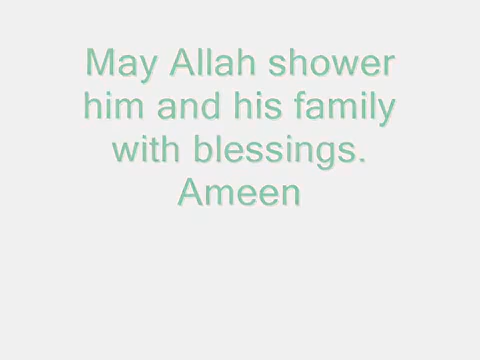 May Allah shower
him and his family
with blessings.
Ameen